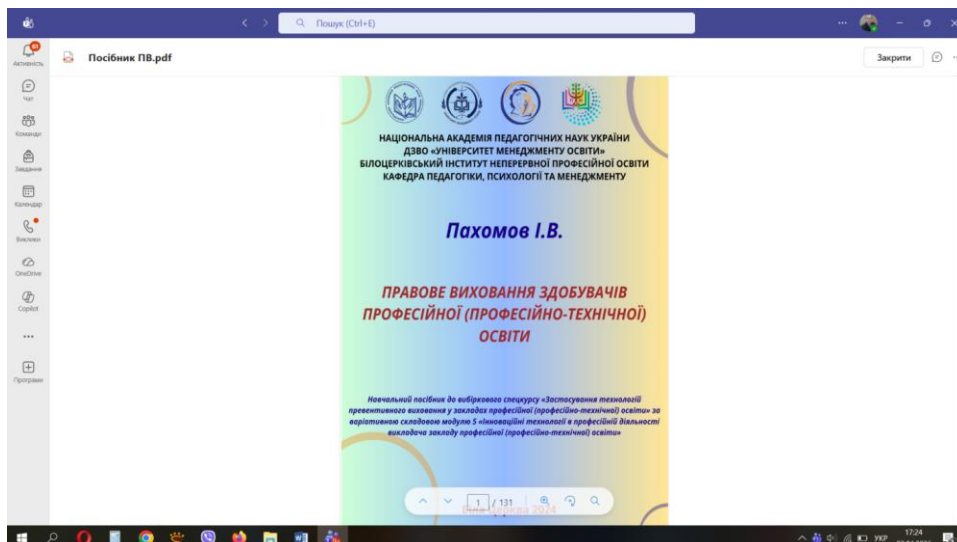 Пошук (Ctrl+E)
61
Активність
Чат
Команди
Завдання
Календар
Виклики
OneDrive
Copilot
Програми
Посібник ПВ.pdf
Закрити
НАЦІОНАЛЬНА АКАДЕМІЯ ПЕДАГОГІЧНИХ НАУК УКРАЇНИ
ДЗВО «УНІВЕРСИТЕТ МЕНЕДЖМЕНТУ ОСВІТИ»
БІЛОЦЕРКІВСЬКИЙ ІНСТИТУТ НЕПЕРЕРВНОЇ ПРОФЕСІЙНОЇ ОСВІТИ
КАФЕДРА ПЕДАГОГІКИ, ПСИХОЛОГІЇ ТА МЕНЕДЖМЕНТУ
Пахомов І.В.
ПРАВОВЕ ВИХОВАННЯ ЗДОБУВАЧІВ
ПРОФЕСІЙНОЇ (ПРОФЕСІЙНО-ТЕХНІЧНОЇ)
ОСВІТИ
Навчальний посібник до вибіркового спецкурсу «Застосування технологій
превентивного виховання у закладах професійної (професійно-технічної) освіти» за
варіативною складовою модулю 5 «Інноваційні технології в професійній діяльності
викладача закладу професійної (професійно-технічної) освіти»
1 / 131
Біла Церква 2024
УКР
17:24